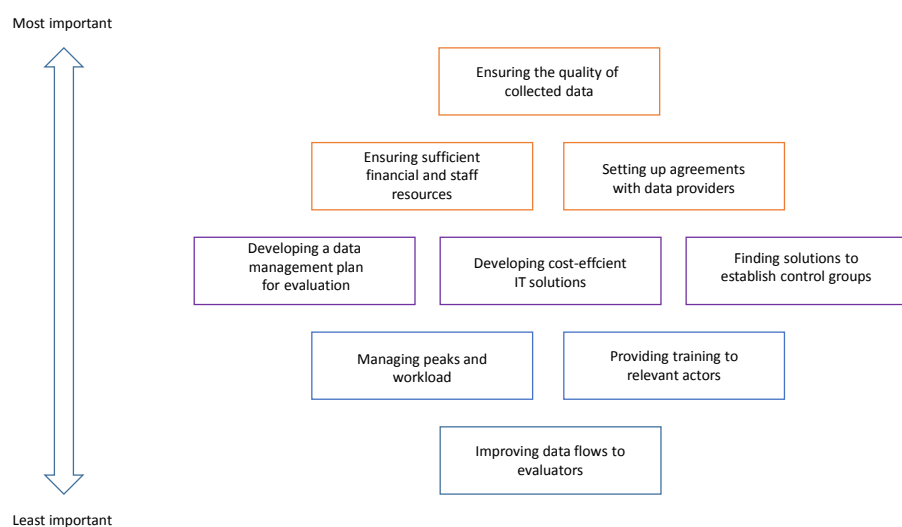 Most important
Ensuring the quality of
collected data
Ensuring sufficient
financial and staff
resources
Setting up agreements
with data providers
Developing a data
management plan
for evaluation
Developing cost-effcient
IT solutions
Finding solutions to
establish control groups
Managing peaks and
workload
Providing training to
relevant actors
Improving data flows to
evaluators
Least important